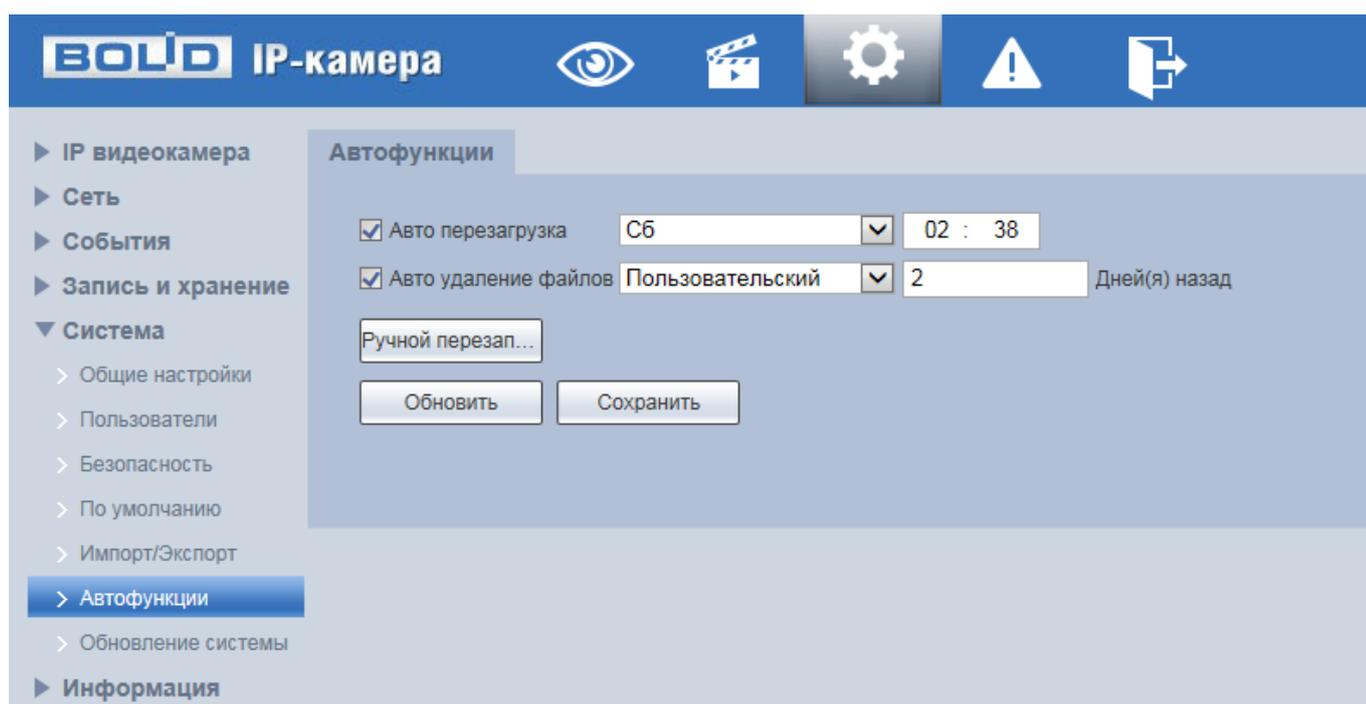 BOLID IP-камера
IP видеокамера
Сеть
События
Запись и хранение
Система
Общие настройки
Пользователи
Безопасность
По умолчанию
Импорт/Экспорт
Автофункции
Обновление системы
Информация
Автофункции
Авто перезагрузка Сб 02 : 38
Авто удаление файлов Пользовательский 2 Дней(я) назад
Ручной перезап...
Обновить Сохранить